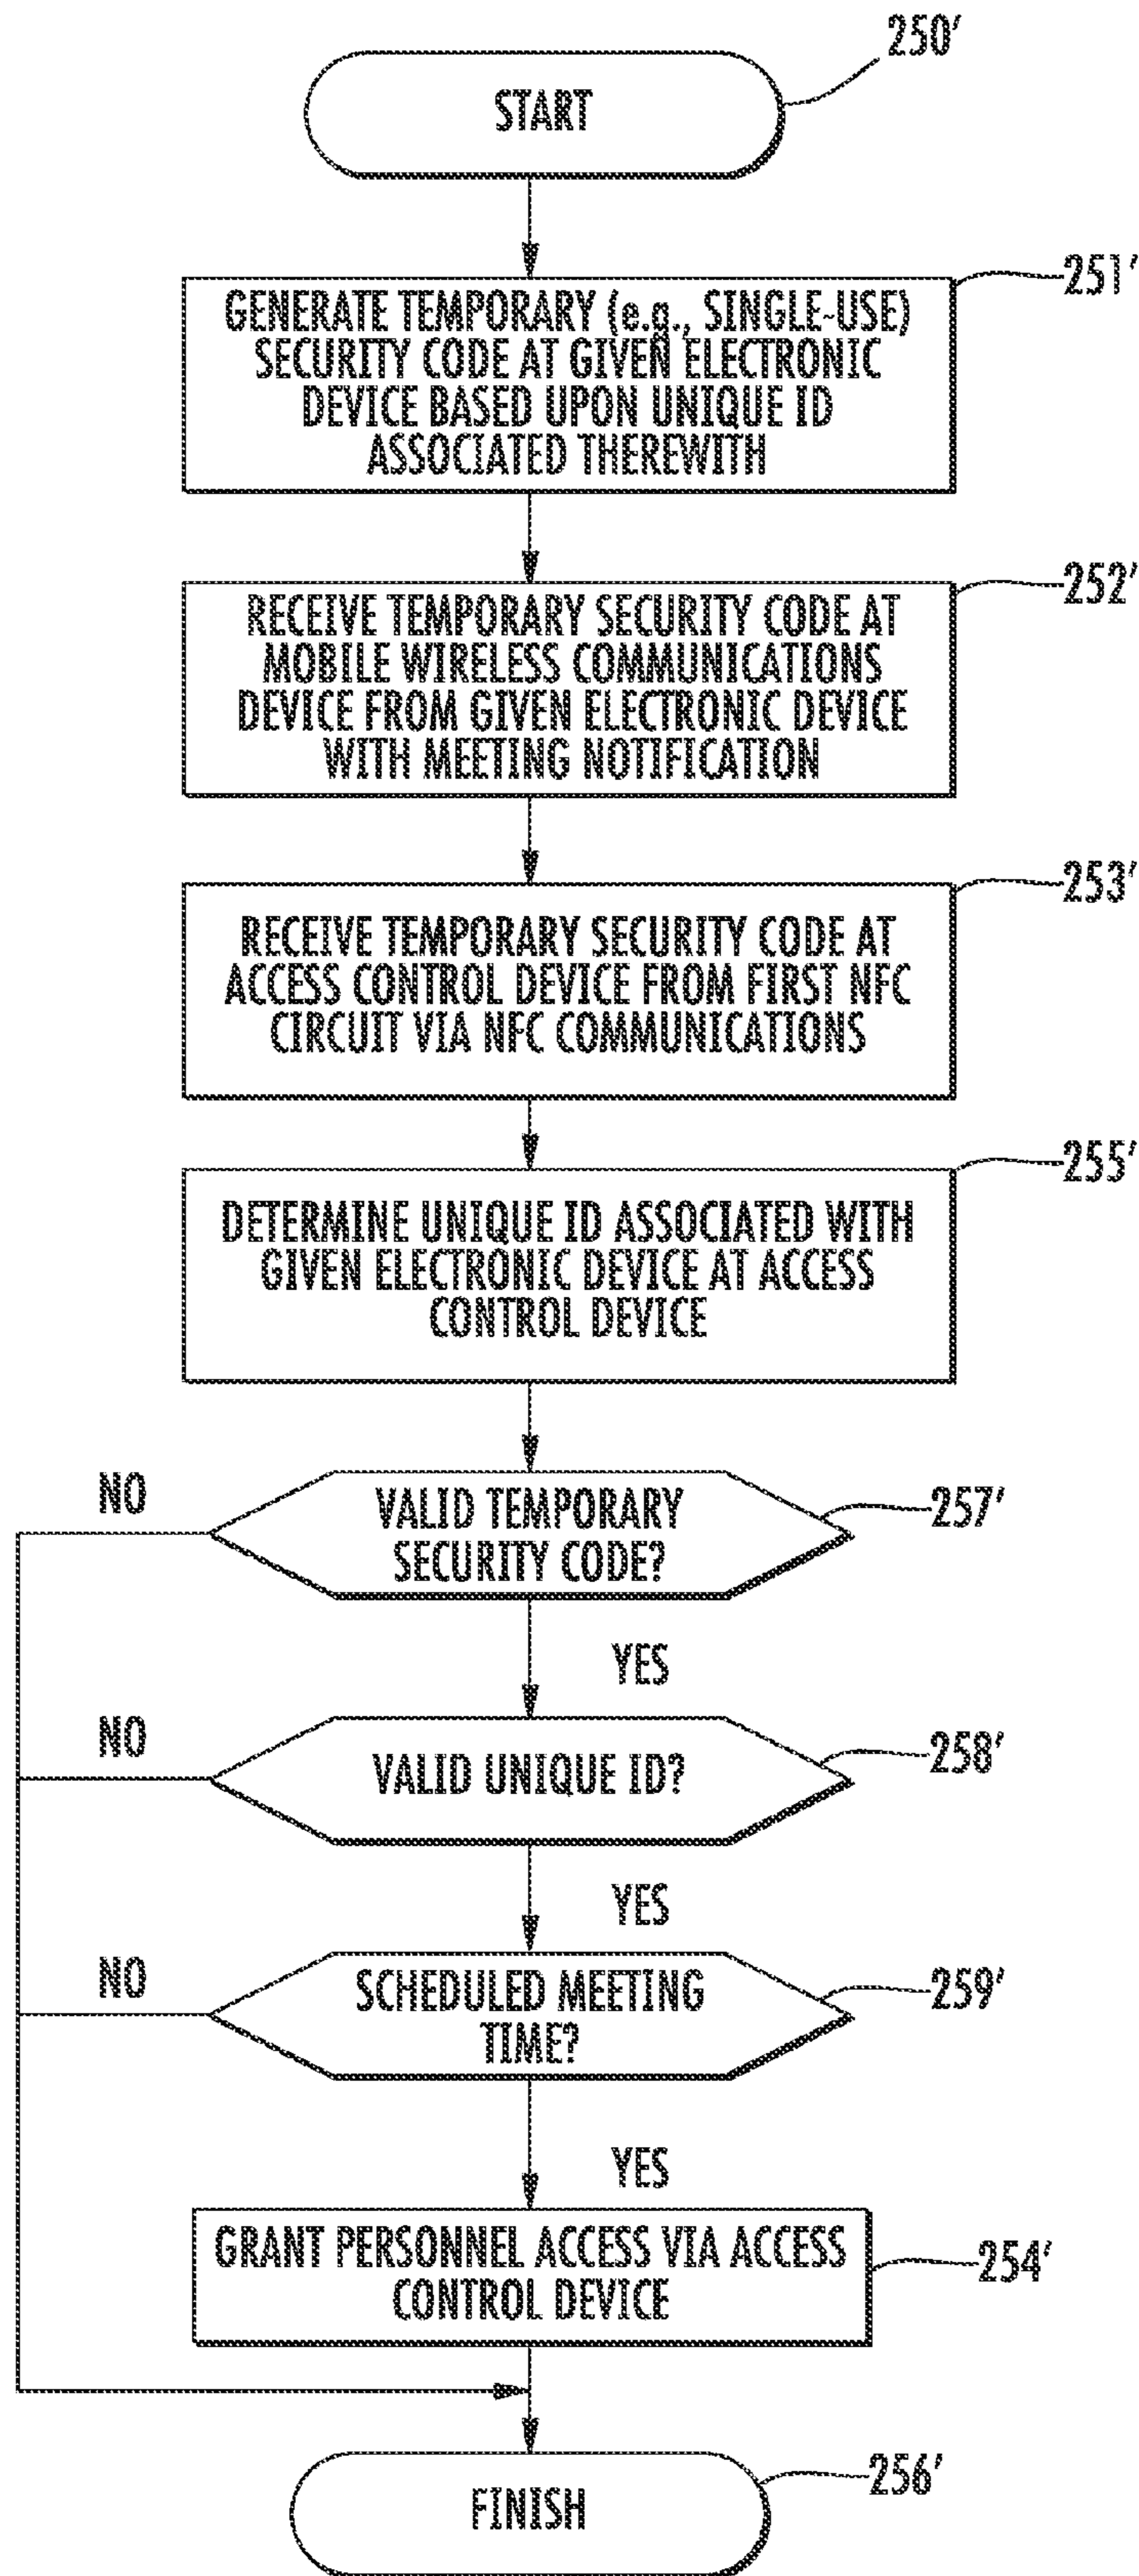 250'
START
251'
GENERATE TEMPORARY (e.g., SINGLE-USE)
SECURITY CODE AT GIVEN ELECTRONIC
DEVICE BASED UPON UNIQUE ID
ASSOCIATED THEREWITH
252'
RECEIVE TEMPORARY SECURITY CODE AT
MOBILE WIRELESS COMMUNICATIONS
DEVICE FROM GIVEN ELECTRONIC DEVICE
WITH MEETING NOTIFICATION
253'
RECEIVE TEMPORARY SECURITY CODE AT
ACCESS CONTROL DEVICE FROM FIRST NFC
CIRCUIT VIA NFC COMMUNICATIONS
255'
DETERMINE UNIQUE ID ASSOCIATED WITH
GIVEN ELECTRONIC DEVICE AT ACCESS
CONTROL DEVICE
NO
VALID TEMPORARY
SECURITY CODE?
257'
YES
NO
VALID UNIQUE ID?
258'
YES
NO
SCHEDULED MEETING
TIME?
259'
YES
GRANT PERSONNEL ACCESS VIA ACCESS
CONTROL DEVICE
254'
256'
FINISH